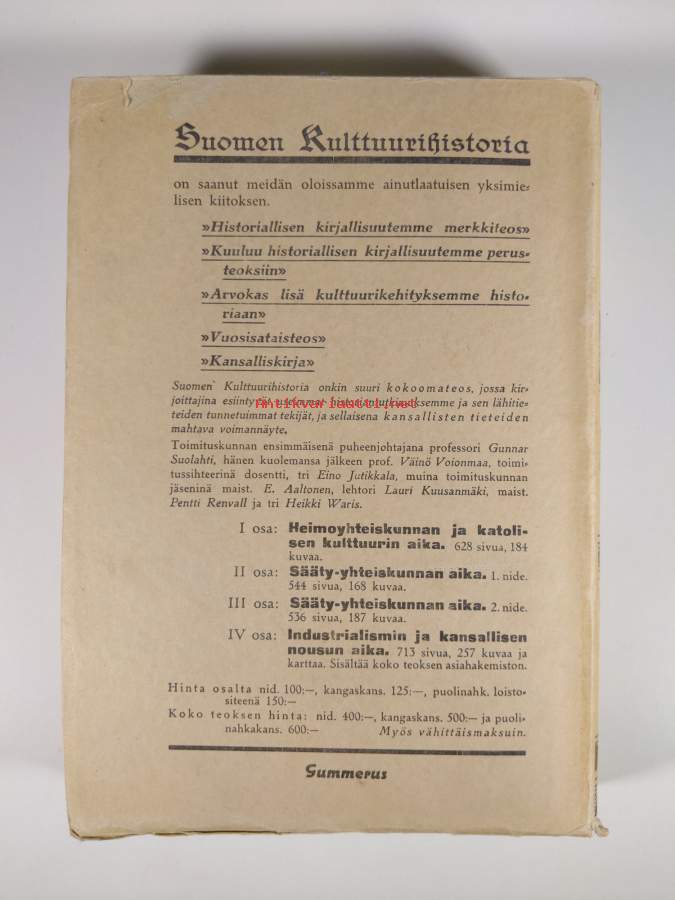 Suomen Kulttuurihistoria
on saanut meidän oloissamme ainutlaatuisen yksimie-
lisen kiitoksen.
»Historiallisen kirjallisuutemme merkkiteos»
»Kuuluu historiallisen kirjallisuutemme perus-
teoksiin»
»Arvokas lisä kulttuurikehityksemme histo-
riaan»
»Vuosisataisteos»
»Kansalliskirja»
Suomen Kulttuurihistoria onkin suuri kokoomateos, jossa kir-
joittajina esiintyvät useimmat historiantutkijaksemme ja sen lähitie-
Antikvariaatti.net
teiden tunnetuimmat tekijät, ja sellaisena kansallisten tieteiden
mahtava voimannäyte.
Toimituskunnan ensimmäisenä puheenjohtajana professori Gunnar
Suolahti, hänen kuolemansa jälkeen prof. Väinö Voionmaa, toimi-
tussihteerinä dosentti, tri Eino Jutikkala, muina toimituskunnan
jäseninä maist. E. Aaltonen, lehtori Lauri Kuusanmäki, maist.
Pentti Renvall ja tri Heikki Waris.
I osa: Heimoyhteiskunnan ja katoli-
sen kulttuurin aika. 628 sivua, 184
kuvaa.
II osa: Sääty-yhteiskunnan aika. 1. nide.
544 sivua, 168 kuvaa.
III osa: Sääty-yhteiskunnan aika. 2. nide.
536 sivua, 187 kuvaa.
IV osa: Industrialismin ja kansallisen
nousun aika. 713 sivua, 257 kuvaa ja
karttaa. Sisältää koko teoksen asiahakemiston.
Hinta osalta nid. 100:—, kangaskans. 125:—, puolinahk. loisto-
siteenä 150:—
Koko teoksen hinta: nid. 400:—, kangaskans. 500:— ja puoli-
nahkakans. 600:— Myös vähittäismaksuin.
Gummerus